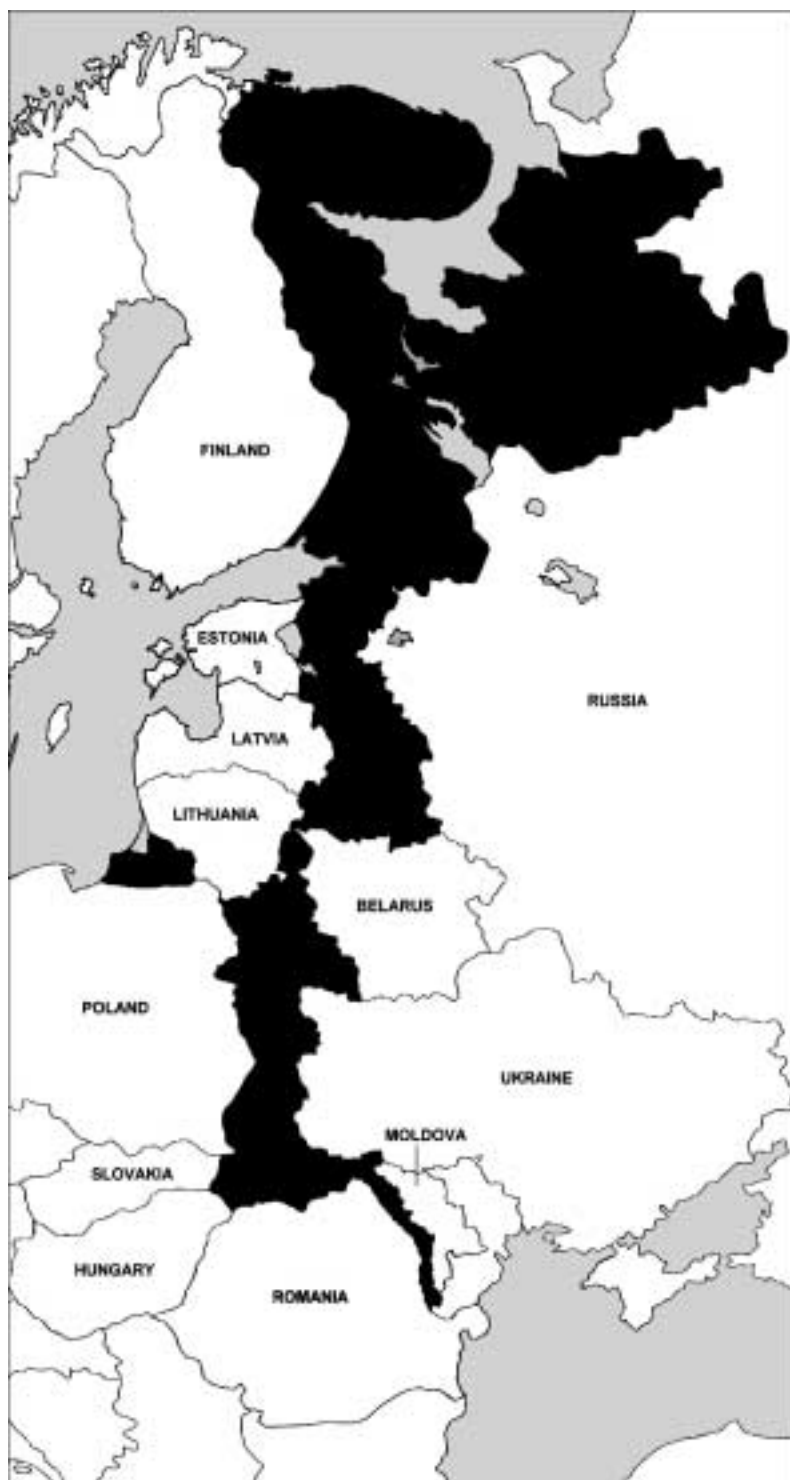 FINLAND
ESTONIA
RUSSIA
LATVIA
LITHUANIA
BELARUS
POLAND
UKRAINE
MOLDOVA
SLOVAKIA
HUNGARY
ROMANIA